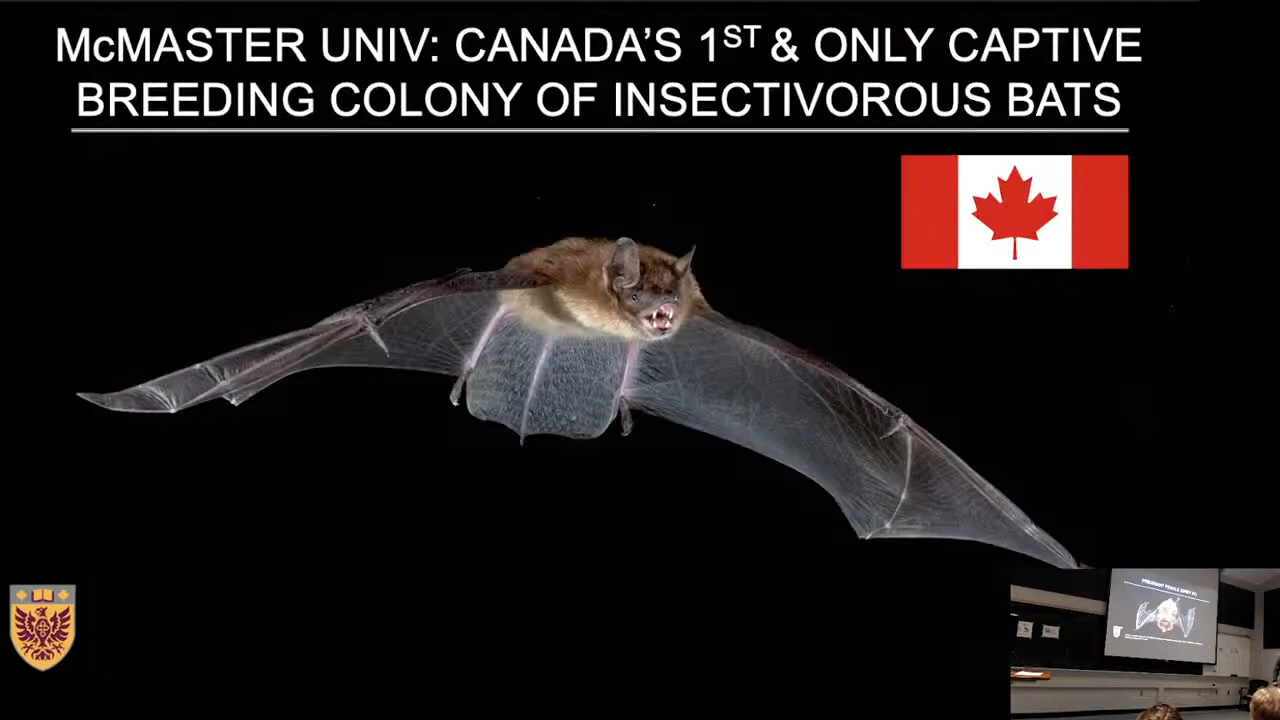 McMASTER UNIV: CANADA'S 1ST & ONLY CAPTIVE
BREEDING COLONY OF INSECTIVOROUS BATS